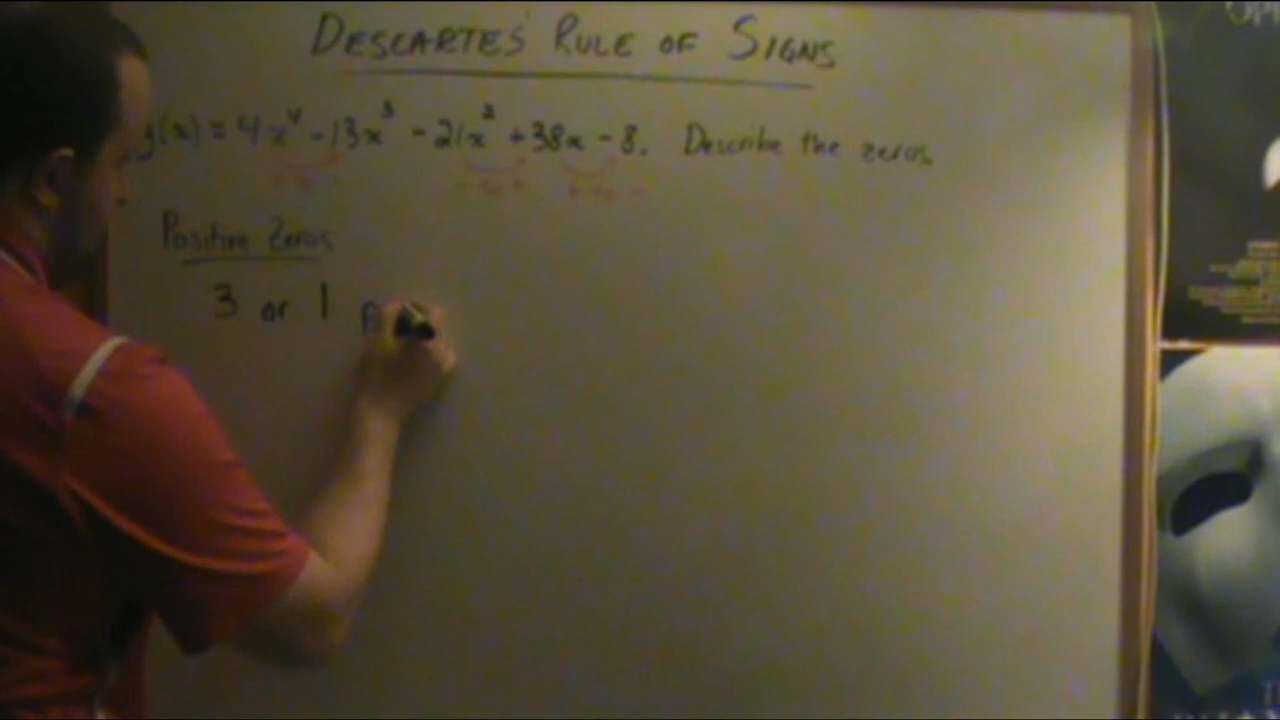 DESCARTES' RULE OF SIGNS
g(x) = 4x⁴ - 13x³ - 21x² + 38x - 8. Describe the zeros.
Positive Zeros
3 or 1